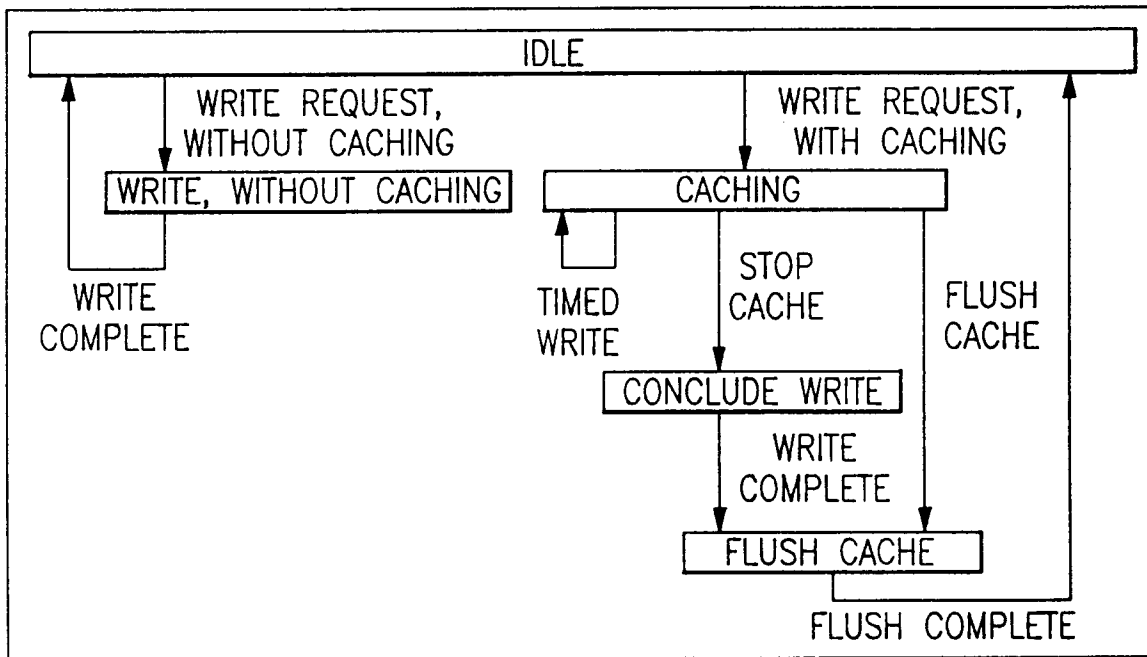 IDLE
WRITE REQUEST,
WITHOUT CACHING
WRITE REQUEST,
WITH CACHING
WRITE, WITHOUT CACHING
CACHING
WRITE
COMPLETE
TIMED
WRITE
STOP
CACHE
FLUSH
CACHE
CONCLUDE WRITE
WRITE
COMPLETE
FLUSH CACHE
FLUSH COMPLETE